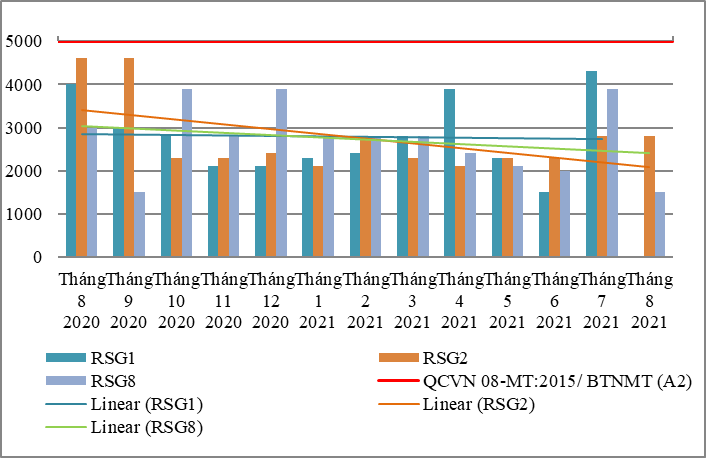 5000
4000
3000
2000
1000
0
Tháng Tháng Tháng Tháng Tháng Tháng Tháng Tháng Tháng Tháng Tháng Tháng Tháng
8 9 10 11 12 1 2 3 4 5 6 7 8
2020 2020 2020 2020 2020 2021 2021 2021 2021 2021 2021 2021 2021
RSG1 RSG2
RSG8 QCVN 08-MT:2015/ BTNMT (A2)
Linear (RSG1) Linear (RSG2)
Linear (RSG8)